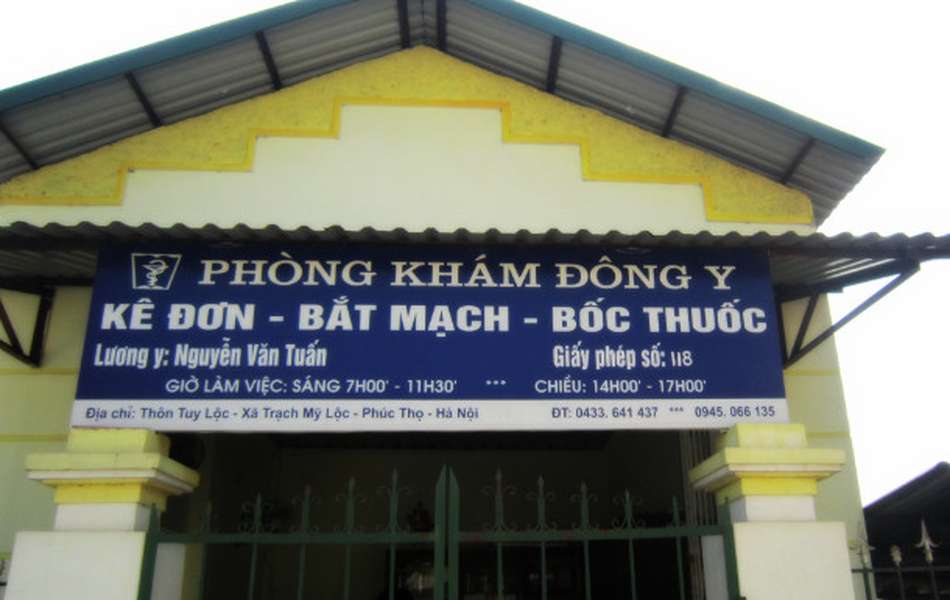 PHÒNG KHÁM ĐÔNG Y
KÊ ĐƠN - BẮT MẠCH - BỐC THUỐC
Lương y: Nguyễn Văn Tuấn Giấy phép số: 118
GIỜ LÀM VIỆC: SÁNG 7H00' - 11H30' *** CHIỀU: 14H00' - 17H00'
Địa chỉ: Thôn Tuy Lộc - Xã Trạch Mỹ Lộc - Phúc Thọ - Hà Nội ĐT: 0433. 641 437 *** 0945. 066 135